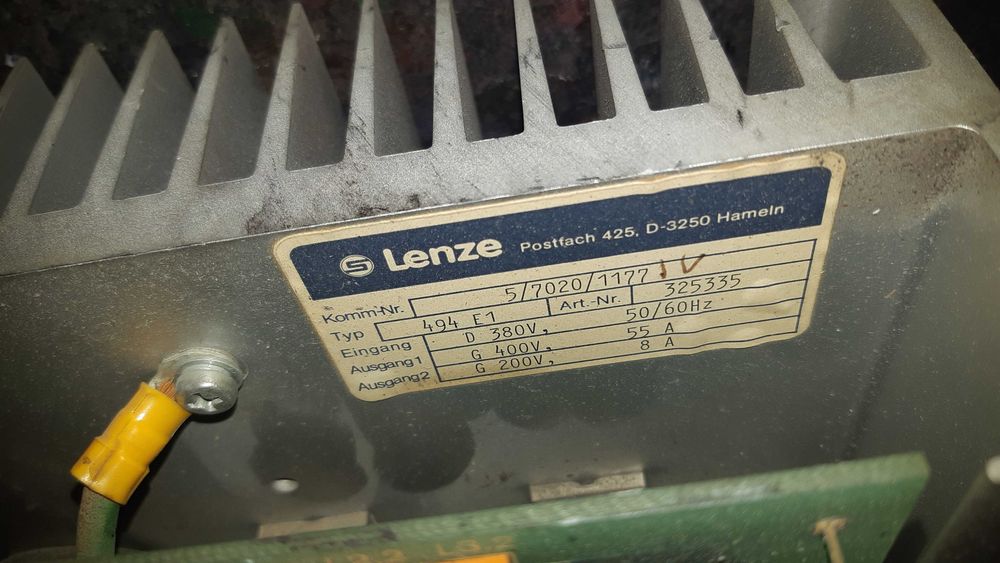 Lenze Postfach 425, D-3250 Hameln
Komm-Nr. 5/7020/1177
Typ 494 E1 Art.-Nr. 325335
Eingang D 380V, 50/60Hz
Ausgang1 G 400V, 55 A
Ausgang2 G 200V, 8 A